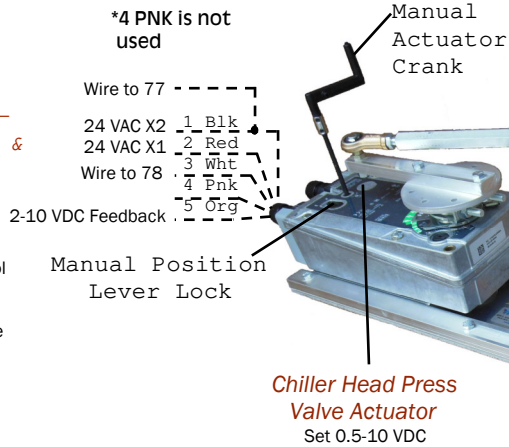 *4 PNK is not
used
Manual
Actuator
Crank
Wire to 77
24 VAC X2 1 Blk
24 VAC X1 2 Red
Wire to 78 3 Wht
4 Pnk
2-10 VDC Feedback 5 Org
&
ol
e
Manual Position
Lever Lock
Chiller Head Press
Valve Actuator
Set 0.5-10 VDC